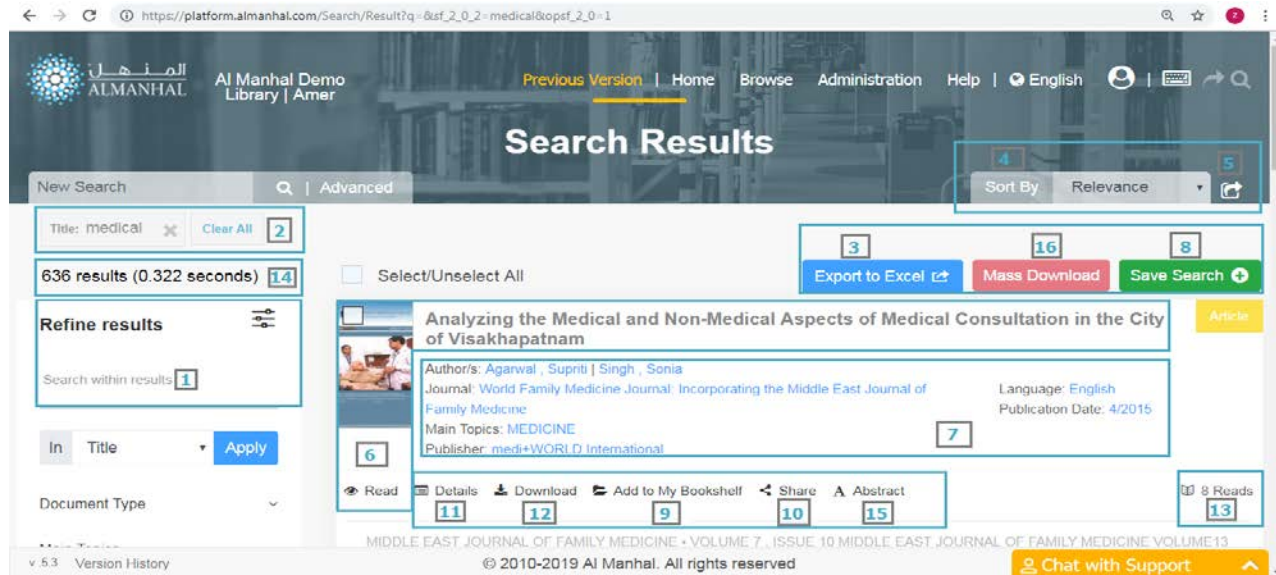 https://platform.almanhal.com/Search/Result?q=&sf_2_0_2=medical&opsf_2_0=1
z
المنهل
ALMANHAL
Al Manhal Demo
Library | Amer
Previous Version | Home Browse Administration Help | English |
Search Results
4 5
New Search | Advanced
Sort By Relevance
Title: medical Clear All 2
3 16 8
636 results (0.322 seconds) 14
Select/Unselect All
Export to Excel Mass Download Save Search
Refine results
Search within results 1
In Title Apply
Document Type
Main Topics
Analyzing the Medical and Non-Medical Aspects of Medical Consultation in the City
of Visakhapatnam
Article
Author/s: Agarwal , Supriti | Singh , Sonia
Journal: World Family Medicine Journal: Incorporating the Middle East Journal of
Family Medicine
Language: English
Publication Date: 4/2015
Main Topics: MEDICINE
Publisher: medi+WORLD International
7
6
Read Details Download Add to My Bookshelf Share A Abstract 8 Reads
11 12 9 10 15 13
MIDDLE EAST JOURNAL OF FAMILY MEDICINE • VOLUME 7 , ISSUE 10 MIDDLE EAST JOURNAL OF FAMILY MEDICINE VOLUME13
v .5.3 Version History
© 2010-2019 Al Manhal. All rights reserved
Chat with Support